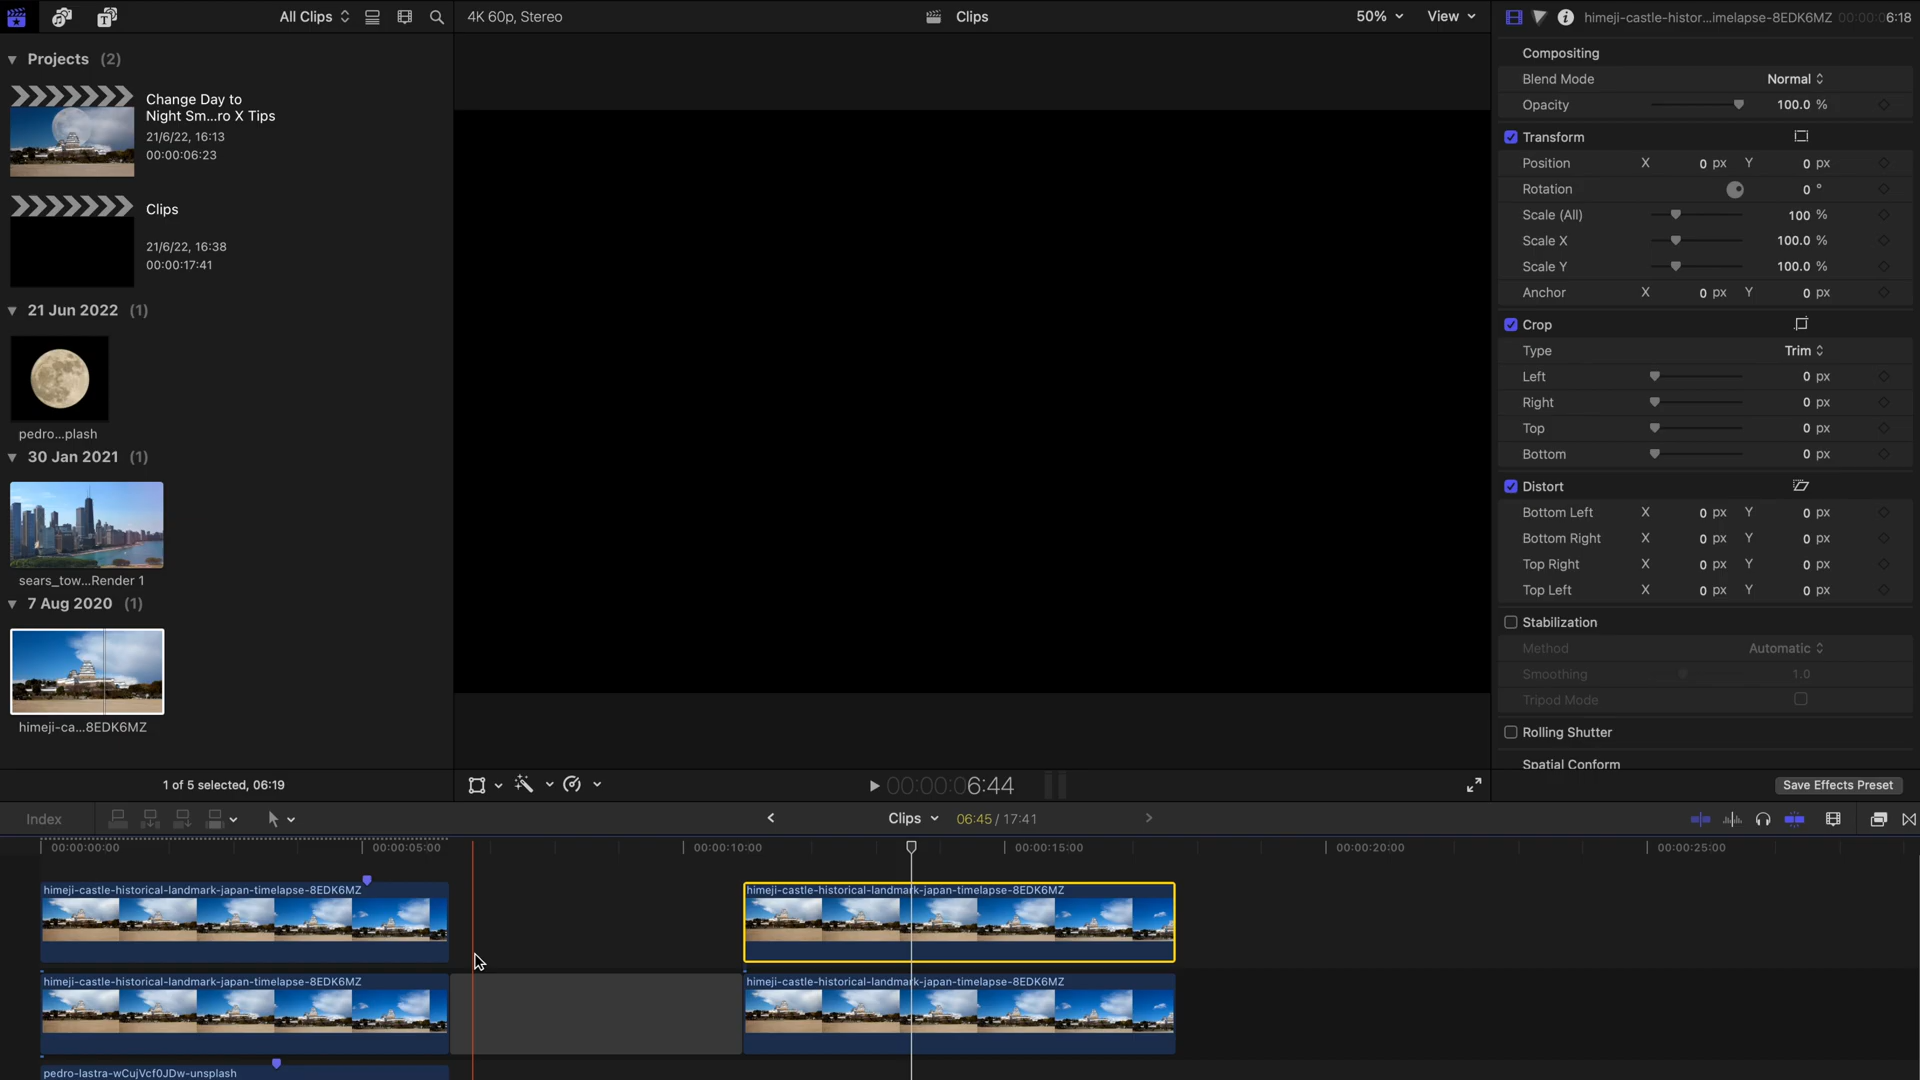 All Clips
4K 60p, Stereo
Clips
50%
View
himeji-castle-histor...imelapse-8EDK6MZ 00:00:06:18
Projects (2)
Change Day to
Night Sm...ro X Tips
21/6/22, 16:13
00:00:06:23
Clips
21/6/22, 16:38
00:00:17:41
21 Jun 2022 (1)
pedro...plash
30 Jan 2021 (1)
sears_tow...Render 1
7 Aug 2020 (1)
himeji-ca...8EDK6MZ
1 of 5 selected, 06:19
Compositing
Blend Mode Normal
Opacity 100.0 %
Transform
Position X 0 px Y 0 px
Rotation 0 °
Scale (All) 100 %
Scale X 100.0 %
Scale Y 100.0 %
Anchor X 0 px Y 0 px
Crop
Type Trim
Left 0 px
Right 0 px
Top 0 px
Bottom 0 px
Distort
Bottom Left X 0 px Y 0 px
Bottom Right X 0 px Y 0 px
Top Right X 0 px Y 0 px
Top Left X 0 px Y 0 px
Stabilization
Method Automatic
Smoothing 1.0
Tripod Mode
Rolling Shutter
Spatial Conform
Save Effects Preset
00:00:06:44
Index
Clips
06:45 / 17:41
00:00:00:00 00:00:05:00 00:00:10:00 00:00:15:00 00:00:20:00 00:00:25:00
himeji-castle-historical-landmark-japan-timelapse-8EDK6MZ
himeji-castle-historical-landmark-japan-timelapse-8EDK6MZ
himeji-castle-historical-landmark-japan-timelapse-8EDK6MZ
himeji-castle-historical-landmark-japan-timelapse-8EDK6MZ
pedro-lastra-wCujVcf0JDw-unsplash